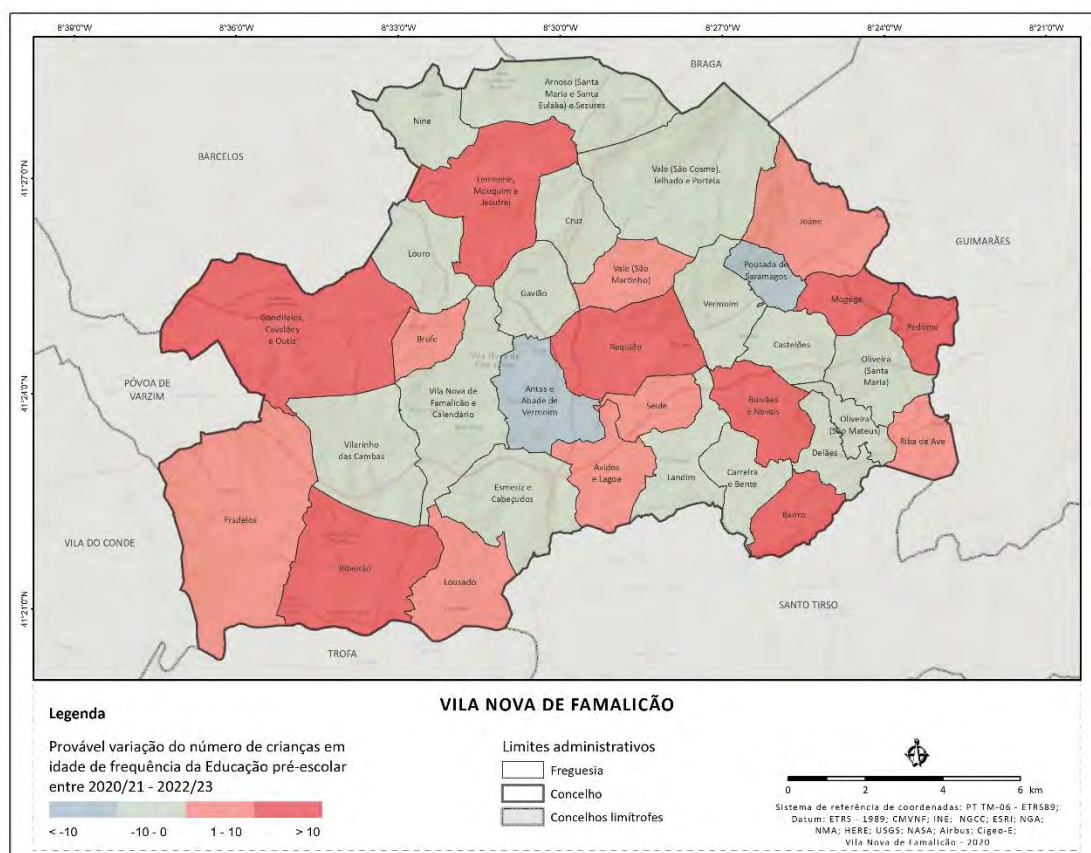 8°39'0"W
8°36'0"W
8°33'0"W
8°30'0"W
8°27'0"W
8°24'0"W
8°21'0"W
41°27'0"N
41°24'0"N
41°21'0"N
BRAGA
BARCELOS
GUIMARÃES
PÓVOA DE
VARZIM
VILA DO CONDE
TROFA
SANTO TIRSO
Arnoso (Santa
Maria e Santa
Eulália) e Sezures
Nine
Vale (São Cosme),
Telhado e Portela
Lemenhe,
Mouquim e
Jesufrei
Joane
Cruz
Louro
Vale (São
Martinho)
Pousada de
Saramagos
Gavião
Vermoim
Mogege
Gondifelos,
Cavalões
e Outiz
Pedome
Brufe
Requião
Castelões
Oliveira
(Santa
Maria)
Vila Nova de
Famalicão e
Calendário
Antas e
Abade de
Vermoim
Seide
Ruivães
e Novais
Oliveira
(São Mateus)
Riba de Ave
Delães
Vilarinho
das Cambas
Avidos
e Lagoa
Landim
Carreira
e Bente
Esmeriz e
Cabeçudos
Bairro
Fradelos
Ribeirão
Lousado
VILA NOVA DE FAMALICÃO
Legenda
Provável variação do número de crianças em
idade de frequência da Educação pré-escolar
entre 2020/21 - 2022/23
< -10
-10 - 0
1 - 10
> 10
Limites administrativos
Freguesia
Concelho
Concelhos limítrofes
0 2 4 6 km
Sistema de referência de coordenadas: PT TM-06 - ETRS89;
Datum: ETRS - 1989; CMVNF; INE; NGCC; ESRI; NGA;
NMA; HERE; USGS; NASA; Airbus; Cigeo-E;
Vila Nova de Famalicão - 2020